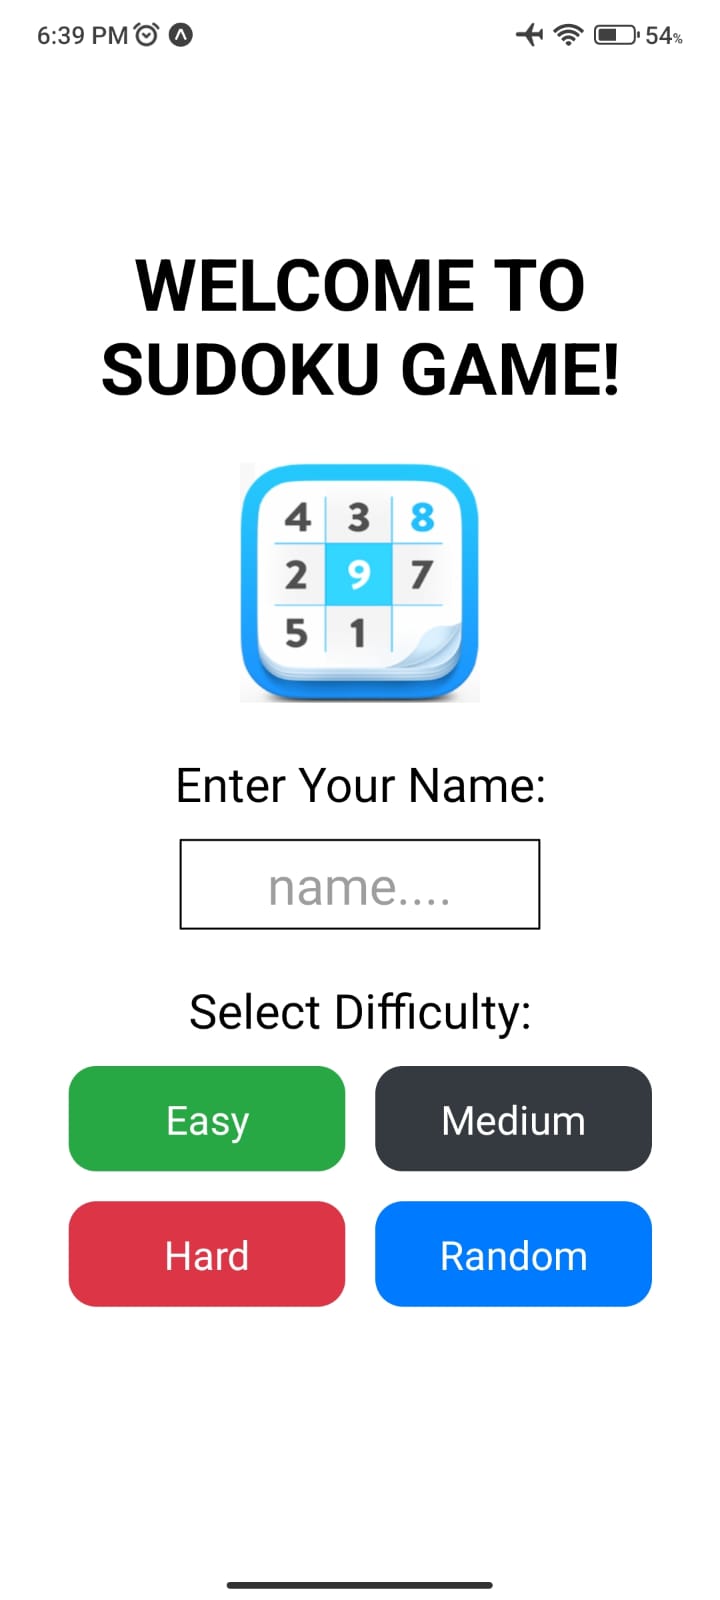 6:39 PM 54%
WELCOME TO
SUDOKU GAME!
4 3 8
2 9 7
5 1
Enter Your Name:
name....
Select Difficulty:
Easy Medium
Hard Random